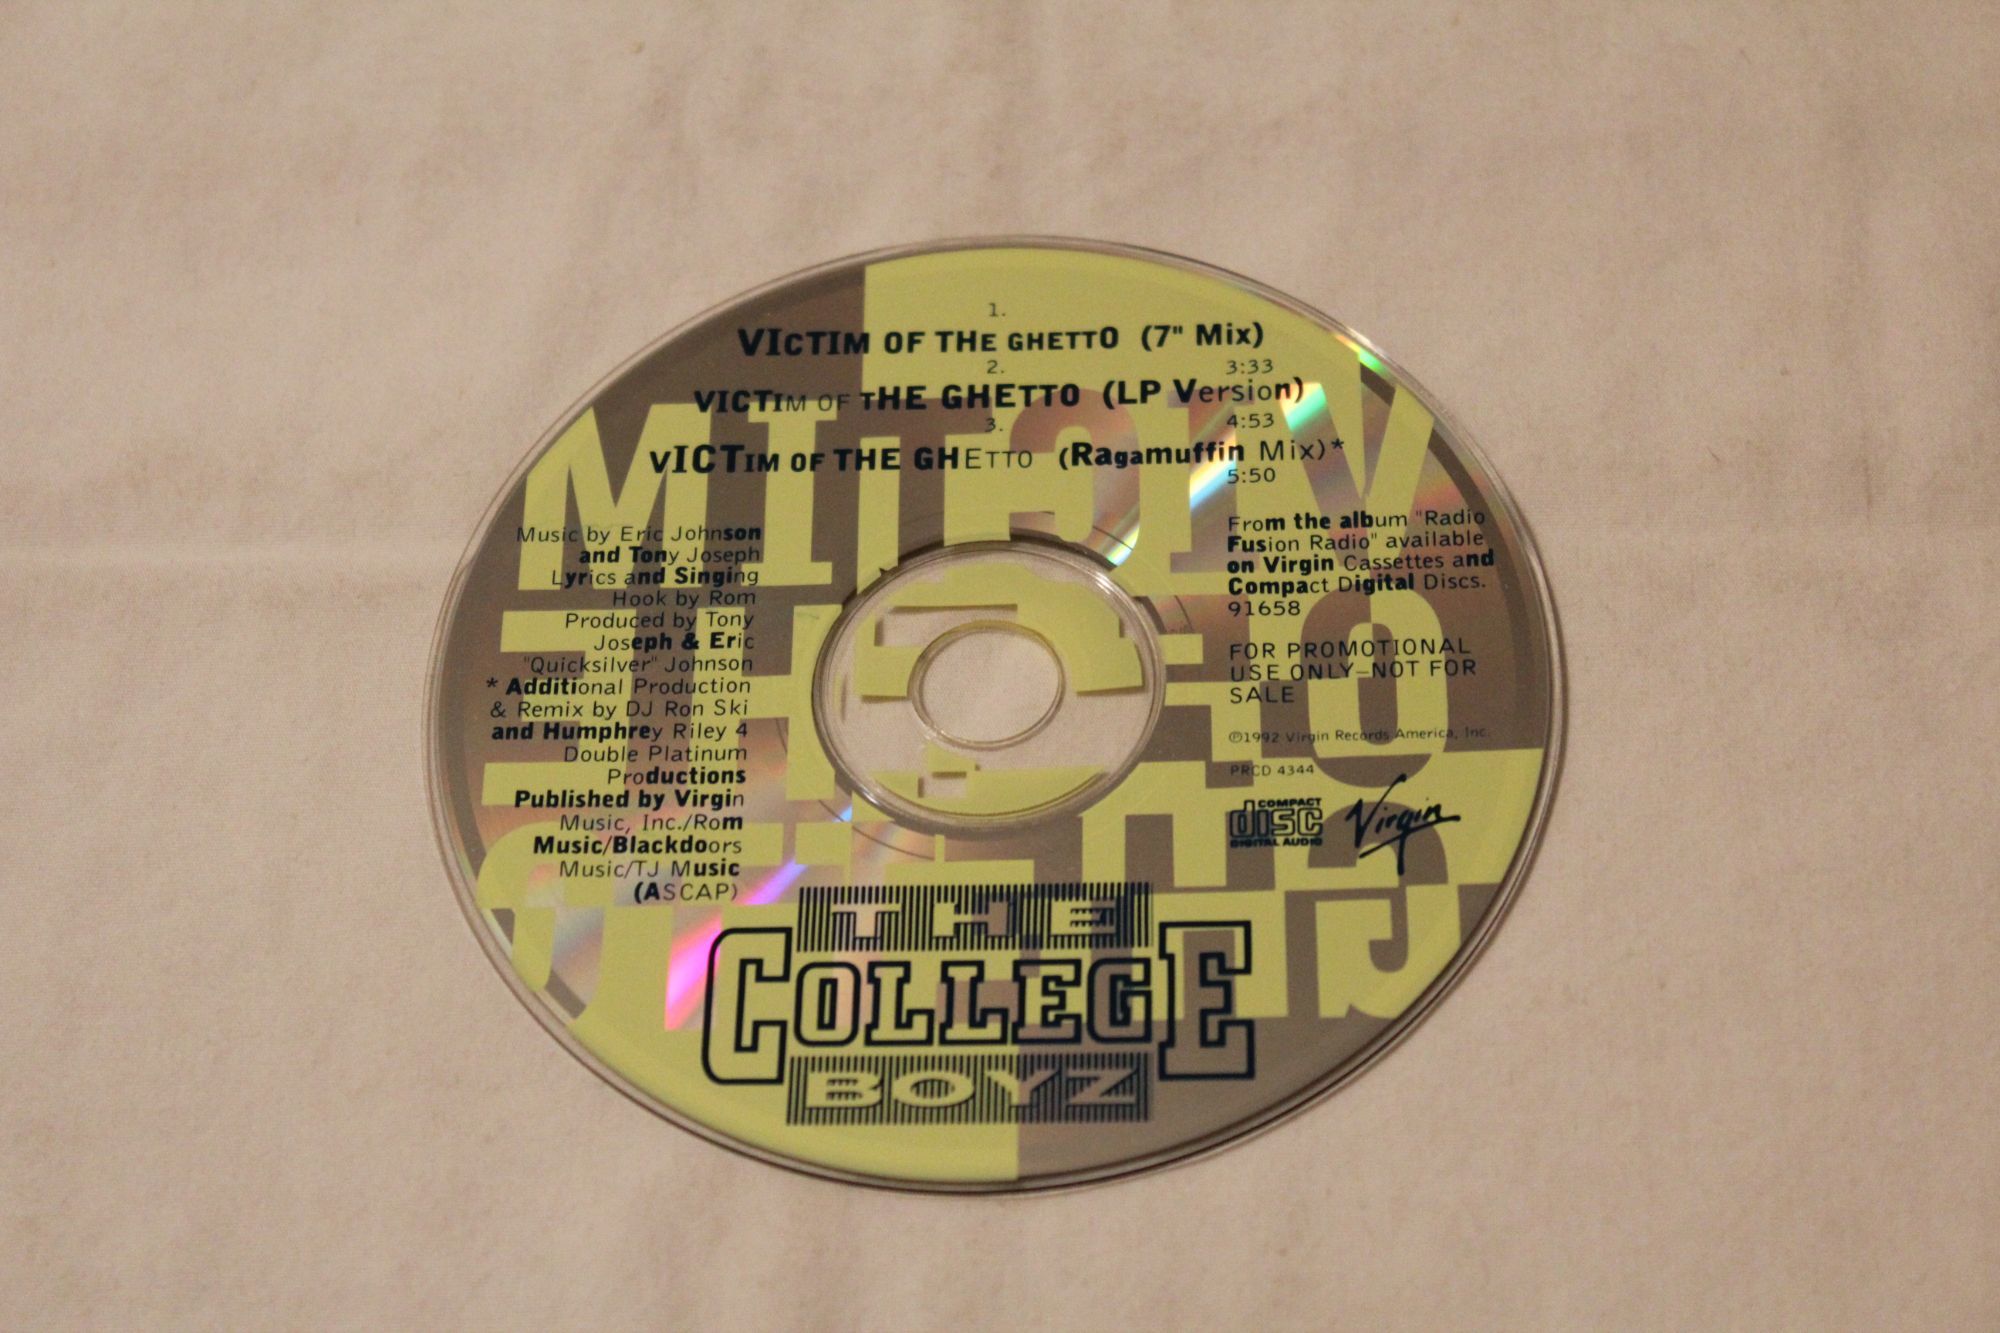 1.
VIcTIM OF THe GHETTO (7" Mix)
3:33
2.
VICTIM OF THE GHETTO (LP Version)
4:53
3.
vICTIM OF THE GHETTO (Ragamuffin Mix)*
5:50
Music by Eric Johnson
and Tony Joseph
Lyrics and Singing
Hook by Rom
Produced by Tony
Joseph & Eric
"Quicksilver" Johnson
* Additional Production
& Remix by DJ Ron Ski
and Humphrey Riley 4
Double Platinum
Productions
Published by Virgin
Music, Inc./Rom
Music/Blackdoors
Music/TJ Music
(ASCAP)
From the album "Radio
Fusion Radio" available
on Virgin Cassettes and
Compact Digital Discs.
91658
FOR PROMOTIONAL
USE ONLY–NOT FOR
SALE
℗1992 Virgin Records America, Inc.
PRCD 4344
COMPACT
disc
DIGITAL AUDIO
Virgin
THE
COLLEGE
BOYZ